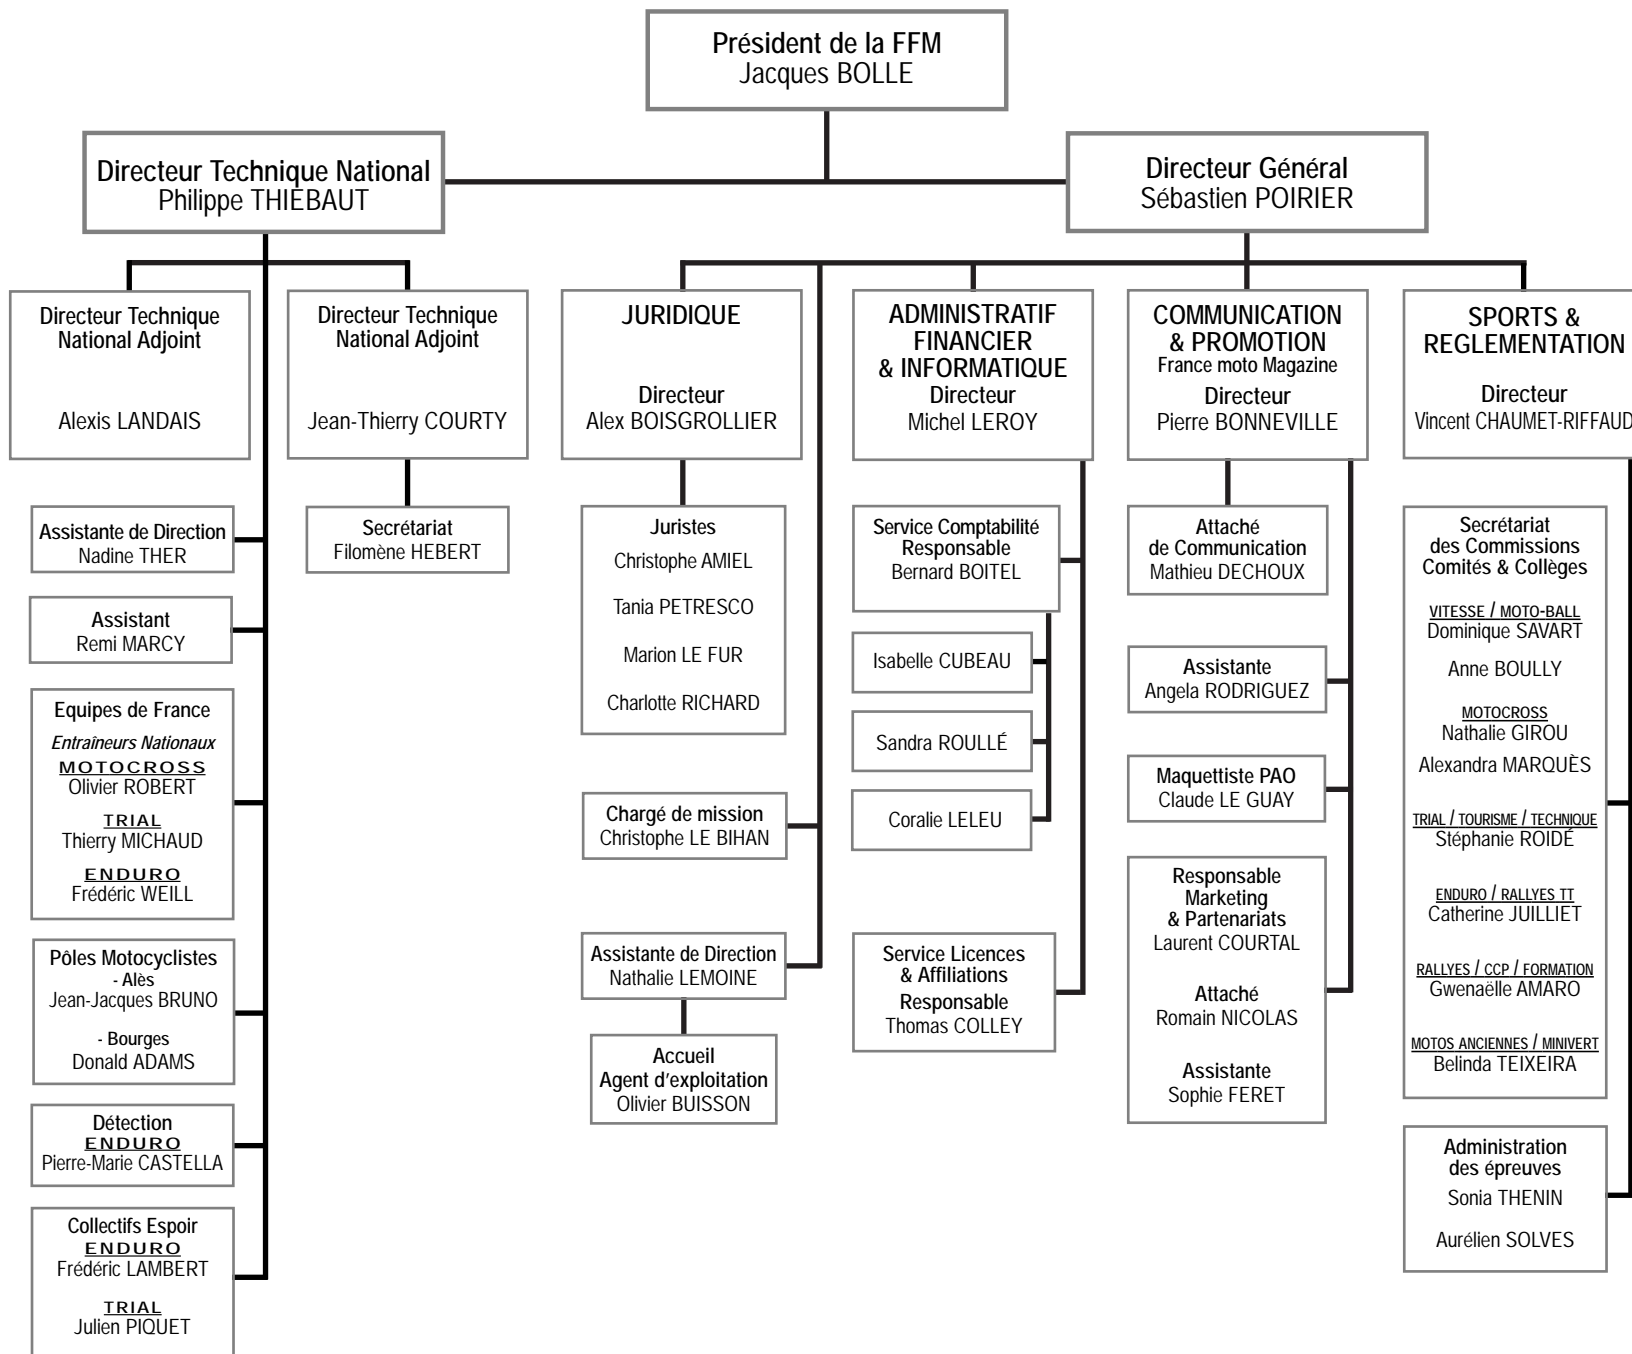 Président de la FFM
Jacques BOLLE
Directeur Technique National
Philippe THIEBAUT
Directeur Général
Sébastien POIRIER
Directeur Technique
National Adjoint
Alexis LANDAIS
Directeur Technique
National Adjoint
Jean-Thierry COURTY
JURIDIQUE
Directeur
Alex BOISGROLLIER
ADMINISTRATIF
FINANCIER
& INFORMATIQUE
Directeur
Michel LEROY
COMMUNICATION
& PROMOTION
France moto Magazine
Directeur
Pierre BONNEVILLE
SPORTS &
REGLEMENTATION
Directeur
Vincent CHAUMET-RIFFAUD
Assistante de Direction
Nadine THER
Assistant
Remi MARCY
Equipes de France
Entraîneurs Nationaux
MOTOCROSS
Olivier ROBERT
TRIAL
Thierry MICHAUD
ENDURO
Frédéric WEILL
Pôles Motocyclistes
- Alès
Jean-Jacques BRUNO
- Bourges
Donald ADAMS
Détection
ENDURO
Pierre-Marie CASTELLA
Collectifs Espoir
ENDURO
Frédéric LAMBERT
TRIAL
Julien PIQUET
Secrétariat
Filomène HEBERT
Juristes
Christophe AMIEL
Tania PETRESCO
Marion LE FUR
Charlotte RICHARD
Chargé de mission
Christophe LE BIHAN
Assistante de Direction
Nathalie LEMOINE
Accueil
Agent d'exploitation
Olivier BUISSON
Service Comptabilité
Responsable
Bernard BOITEL
Isabelle CUBEAU
Sandra ROULLÉ
Coralie LELEU
Service Licences
& Affiliations
Responsable
Thomas COLLEY
Attaché
de Communication
Mathieu DECHOUX
Assistante
Angela RODRIGUEZ
Maquettiste PAO
Claude LE GUAY
Responsable
Marketing
& Partenariats
Laurent COURTAL
Attaché
Romain NICOLAS
Assistante
Sophie FERET
Secrétariat
des Commissions
Comités & Collèges
VITESSE / MOTO-BALL
Dominique SAVART
Anne BOULLY
MOTOCROSS
Nathalie GIROU
Alexandra MARQUÈS
TRIAL / TOURISME / TECHNIQUE
Stéphanie ROIDÉ
ENDURO / RALLYES TT
Catherine JUILLIET
RALLYES / CCP / FORMATION
Gwenaëlle AMARO
MOTOS ANCIENNES / MINIVERT
Belinda TEIXEIRA
Administration
des épreuves
Sonia THENIN
Aurélien SOLVES